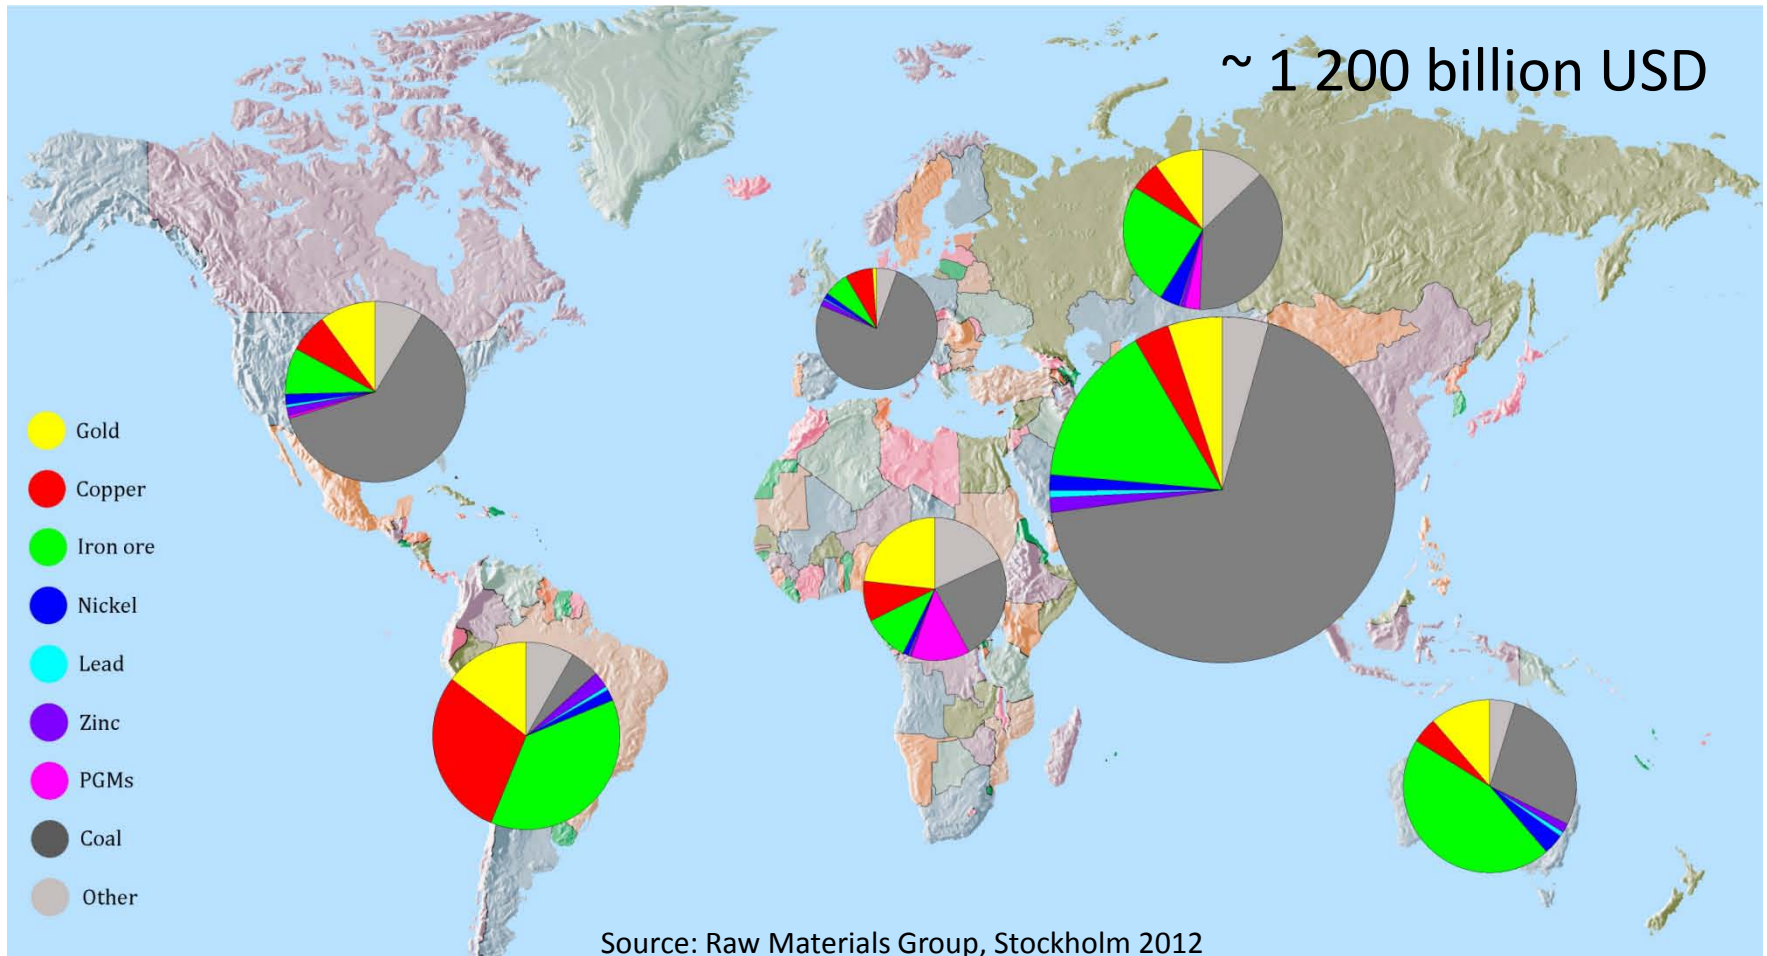 ~ 1 200 billion USD
Gold
Copper
Iron ore
Nickel
Lead
Zinc
PGMs
Coal
Other
Source: Raw Materials Group, Stockholm 2012